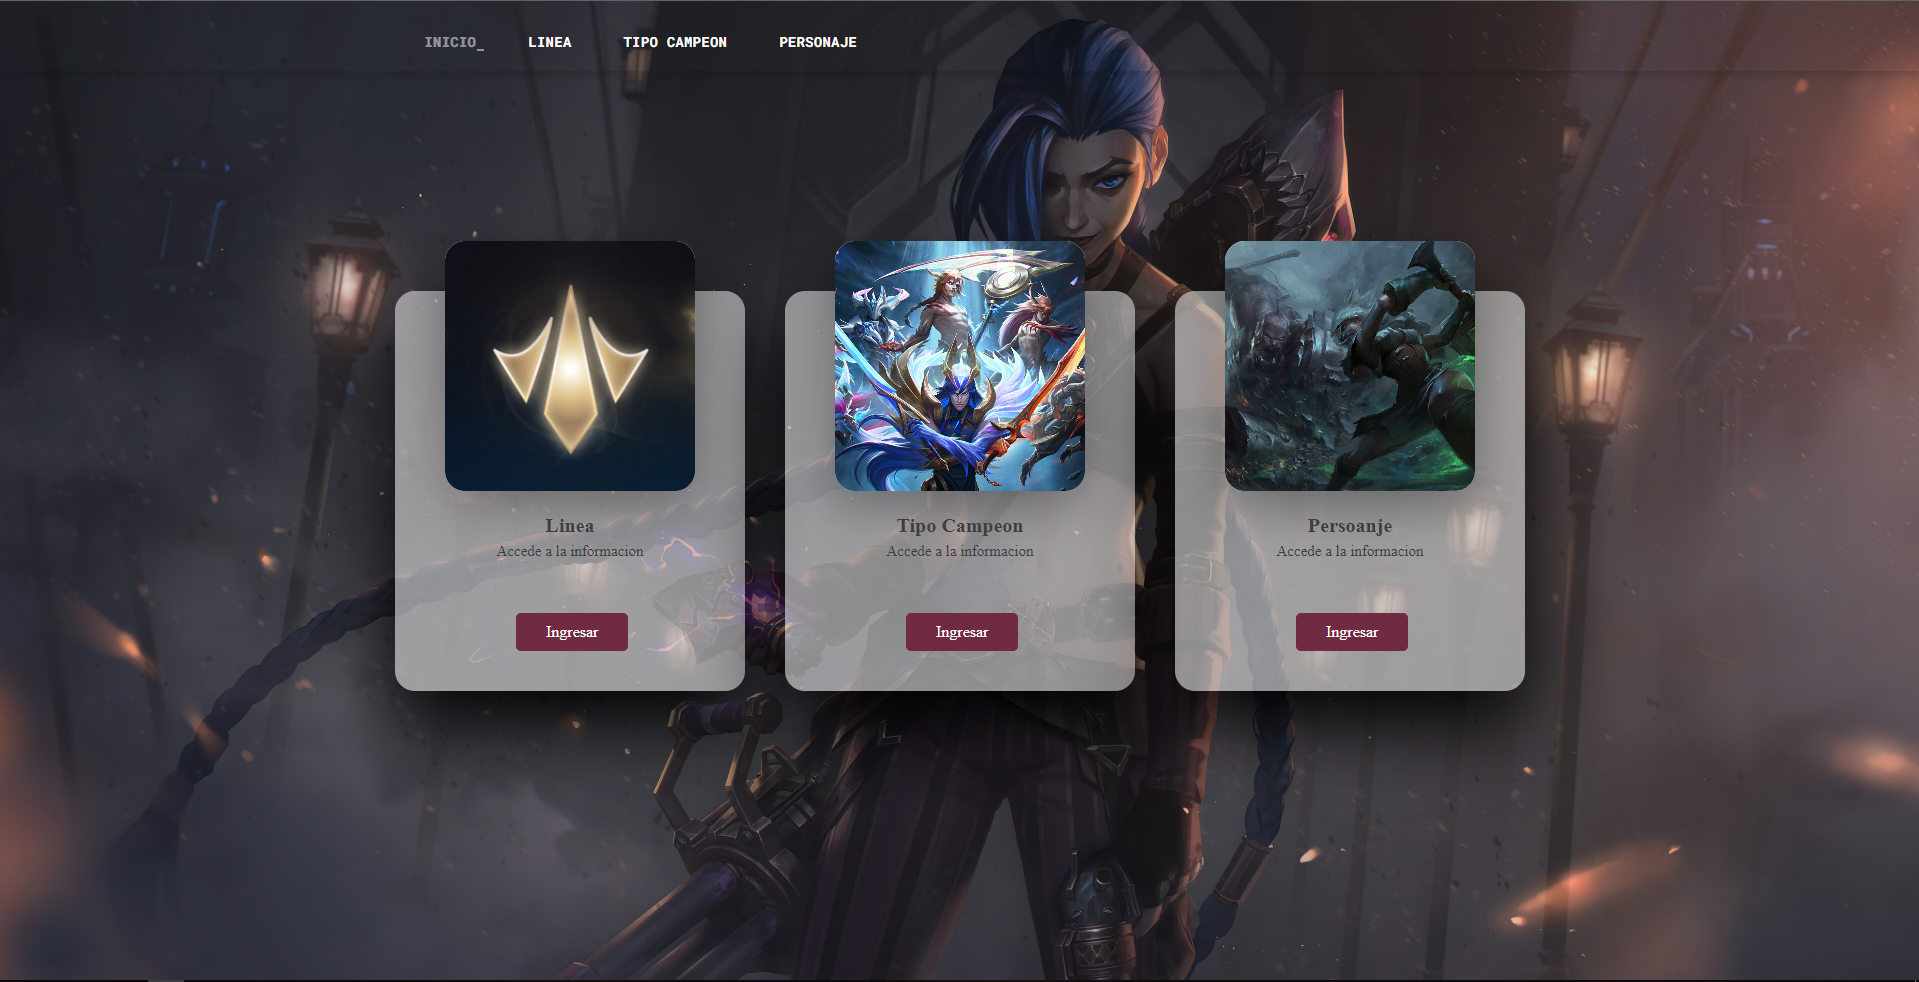 INICIO_ LINEA TIPO CAMPEON PERSONAJE
Linea
Accede a la informacion
Ingresar
Tipo Campeon
Accede a la informacion
Ingresar
Persoanje
Accede a la informacion
Ingresar